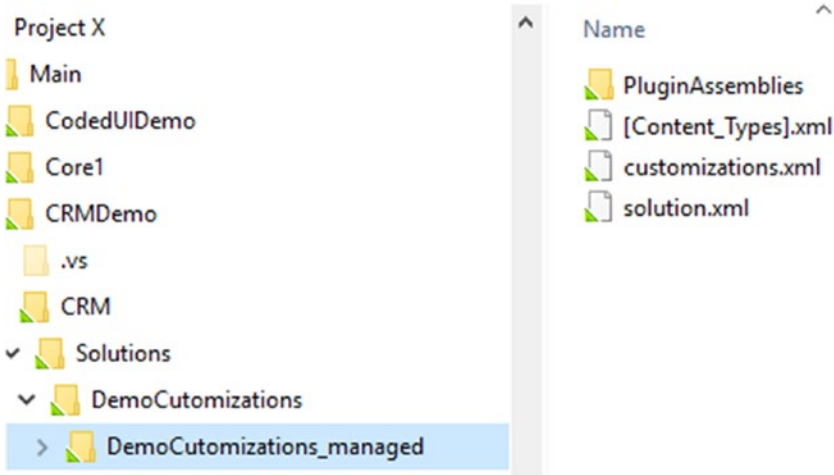 Project X
Main
CodedUIDemo
Core1
CRMDemo
.vs
CRM
Solutions
DemoCutomizations
DemoCutomizations_managed
Name
PluginAssemblies
[Content_Types].xml
customizations.xml
solution.xml